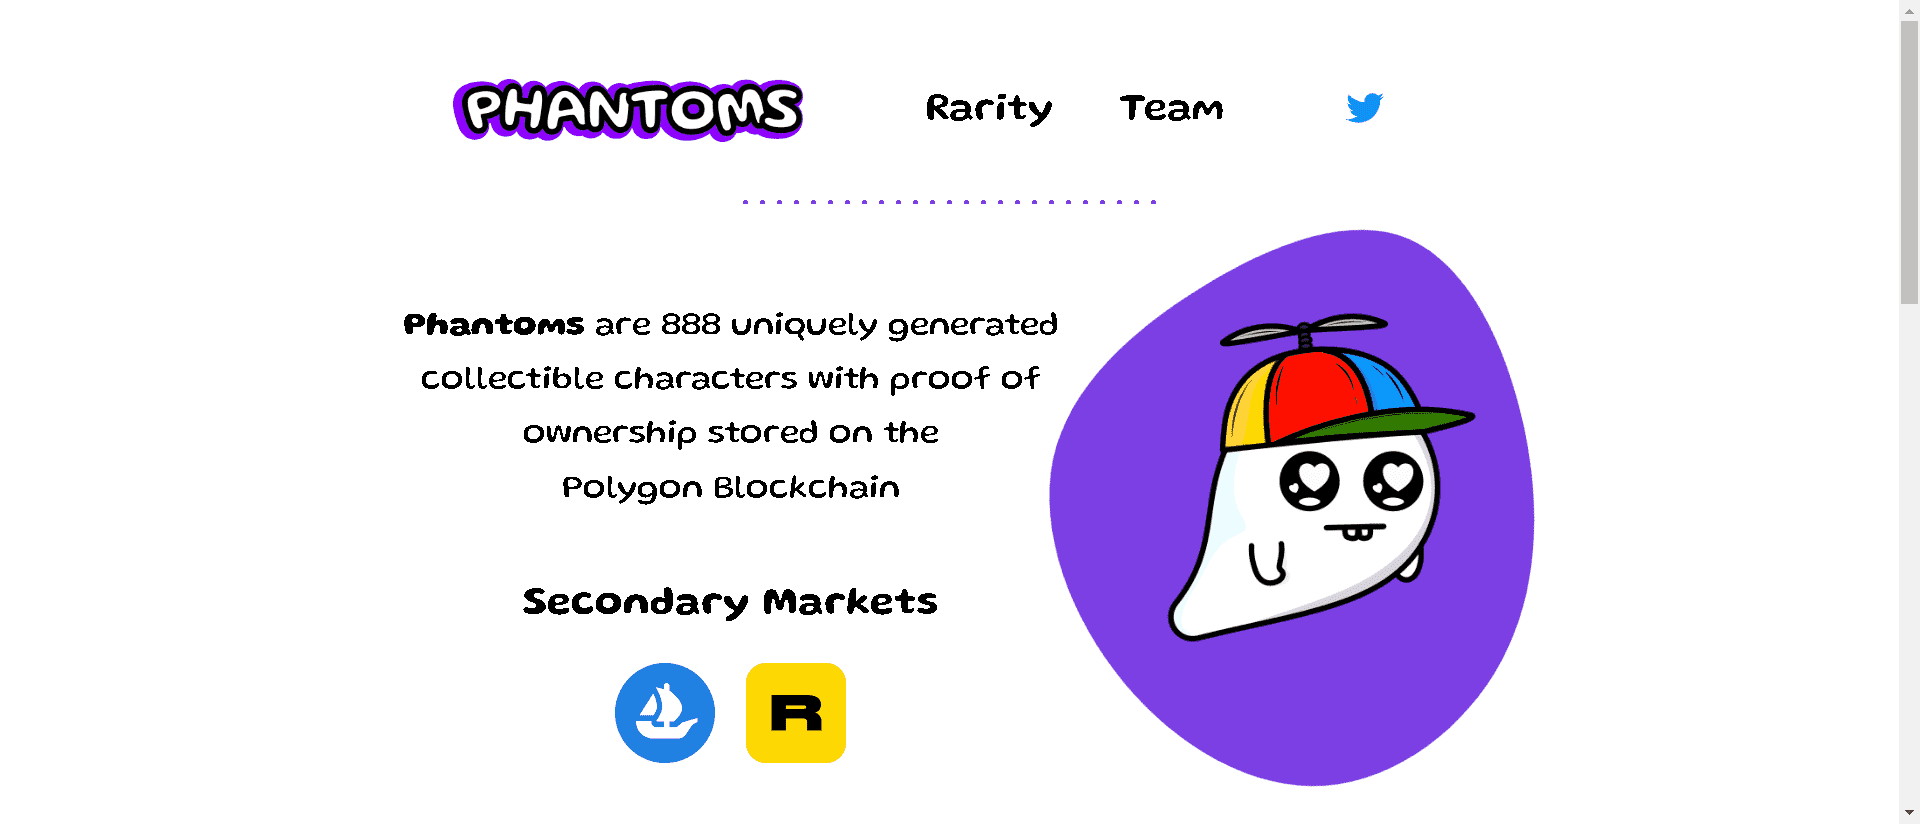 PHANTOMS
Rarity
Team
Phantoms are 888 uniquely generated
collectible characters with proof of
ownership stored on the
Polygon Blockchain
Secondary Markets
R